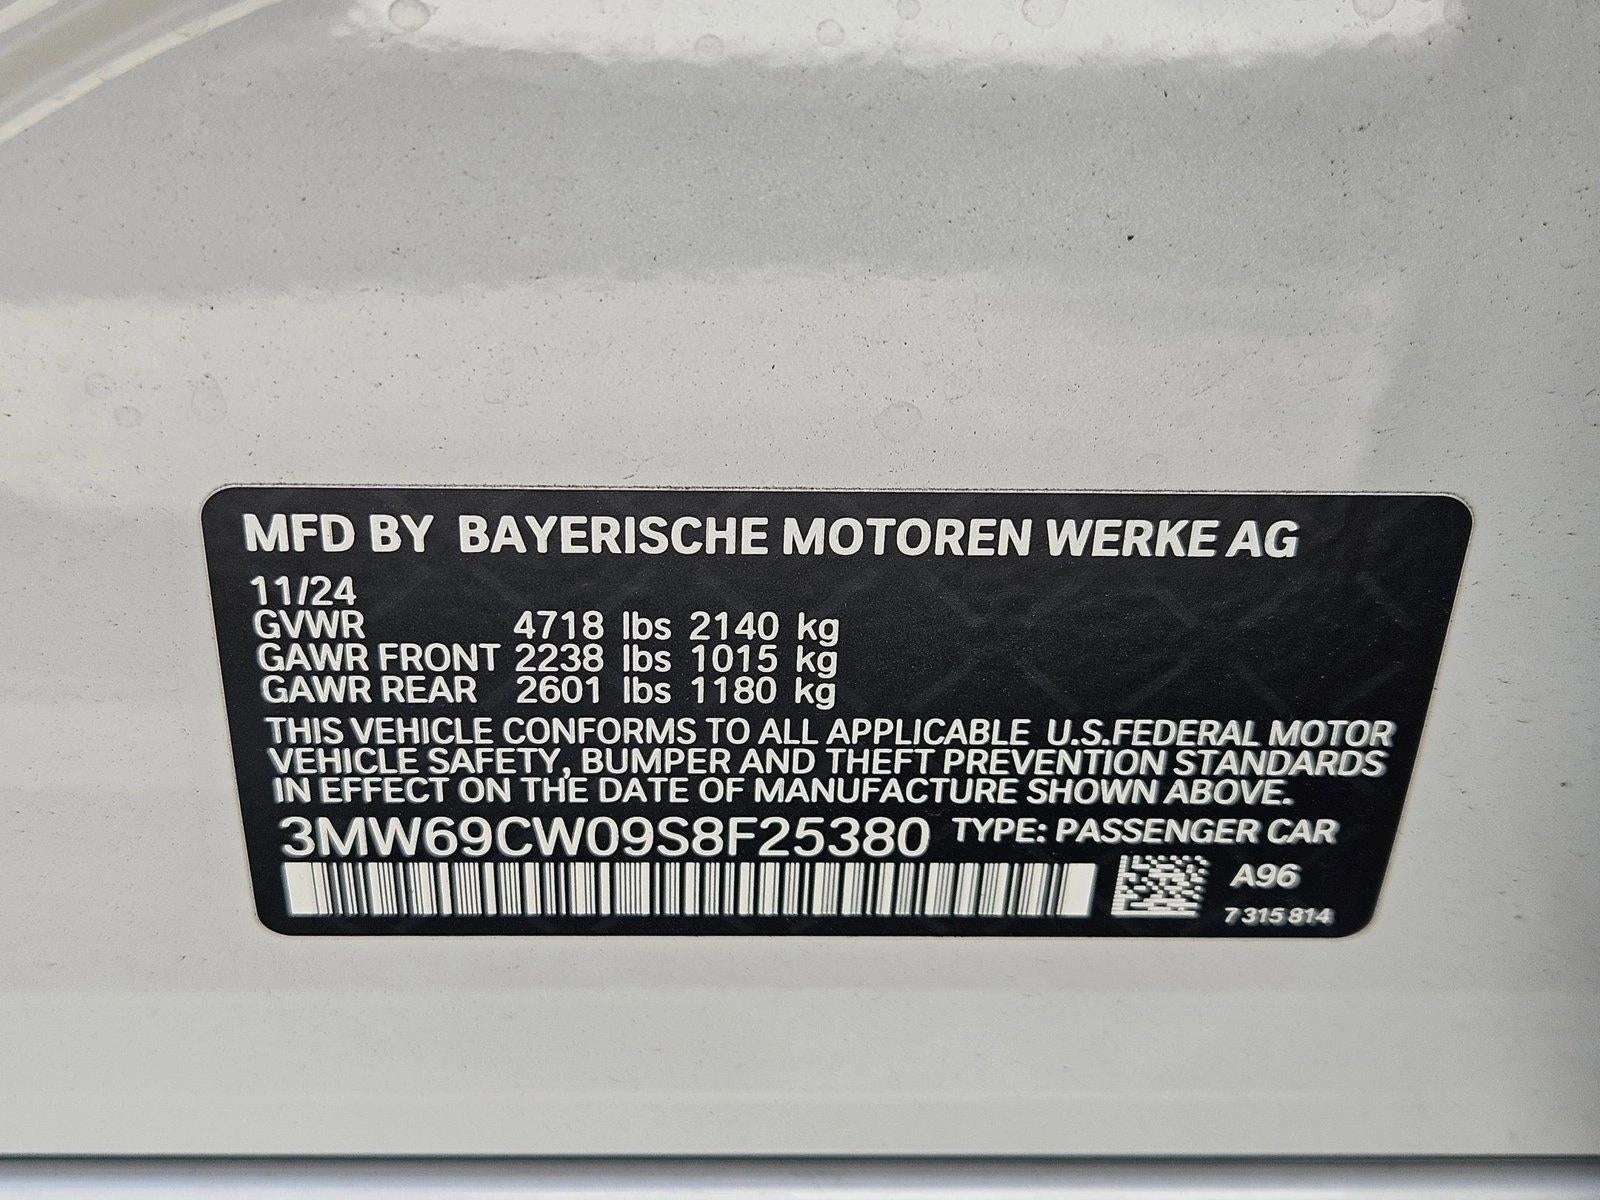 MFD BY BAYERISCHE MOTOREN WERKE AG
11/24
GVWR 4718 lbs 2140 kg
GAWR FRONT 2238 lbs 1015 kg
GAWR REAR 2601 lbs 1180 kg
THIS VEHICLE CONFORMS TO ALL APPLICABLE U.S.FEDERAL MOTOR
VEHICLE SAFETY, BUMPER AND THEFT PREVENTION STANDARDS
IN EFFECT ON THE DATE OF MANUFACTURE SHOWN ABOVE.
3MW69CW09S8F25380 TYPE: PASSENGER CAR
A96
7 315 814